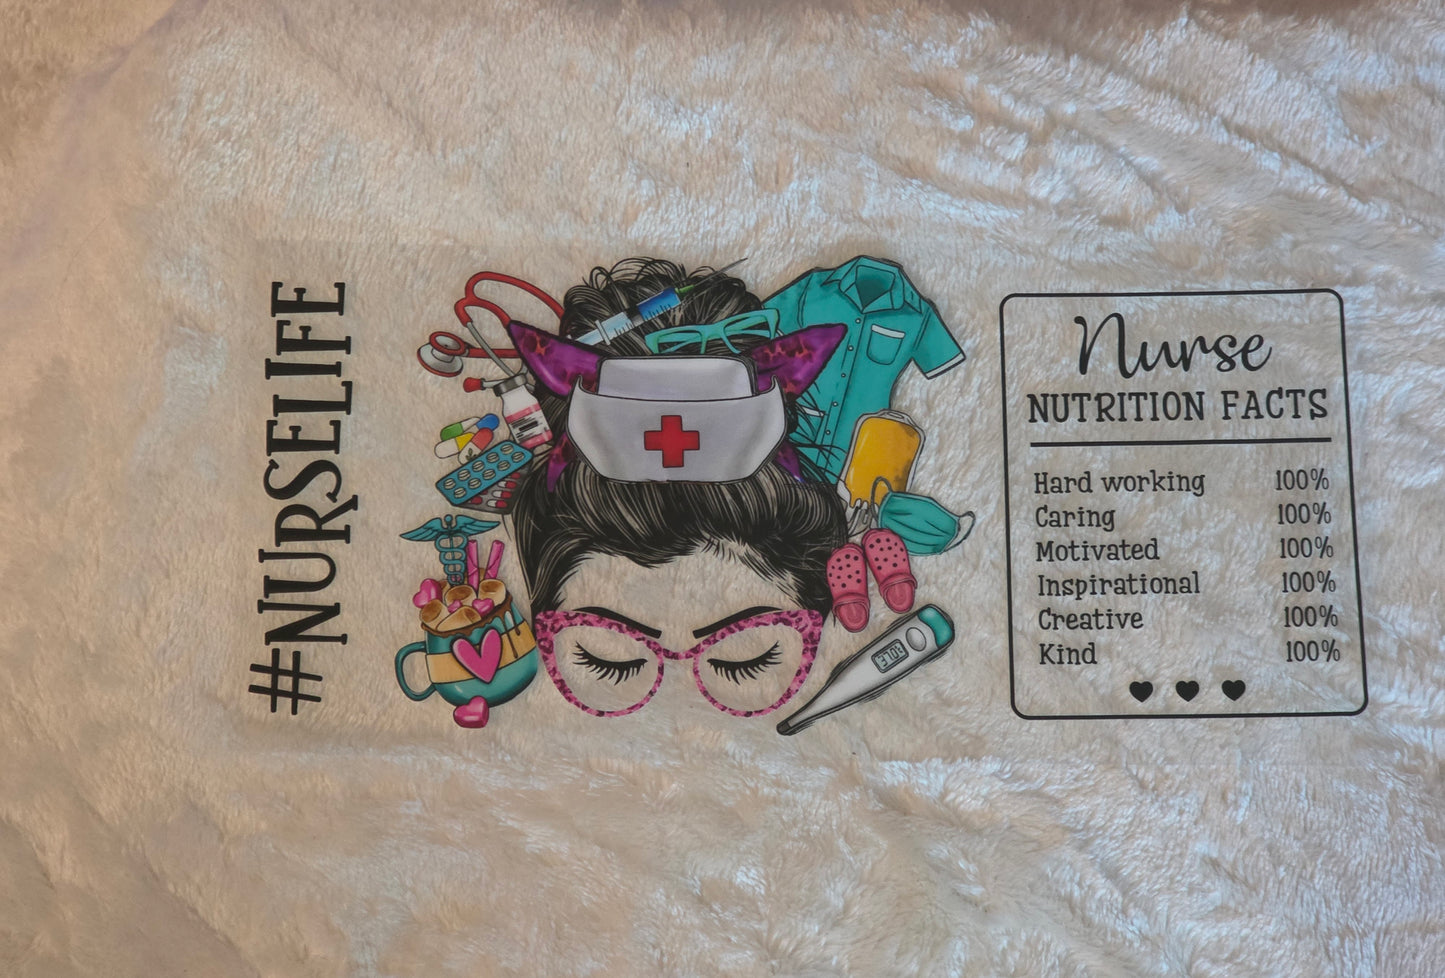 #NURSELIFE
Nurse
NUTRITION FACTS
Hard working 100%
Caring 100%
Motivated 100%
Inspirational 100%
Creative 100%
Kind 100%